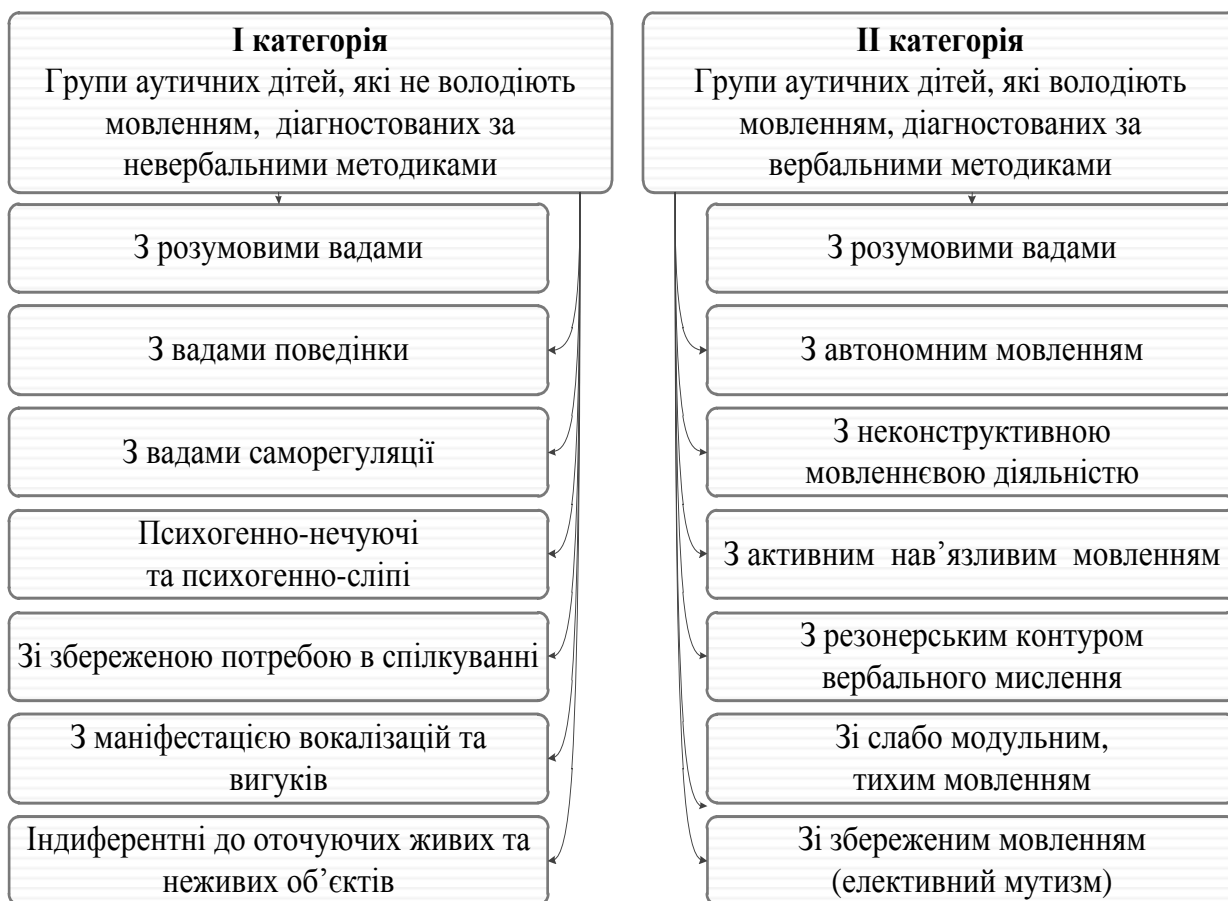 І категорія
Групи аутичних дітей, які не володіють
мовленням, діагностованих за
невербальними методиками
З розумовими вадами
З вадами поведінки
З вадами саморегуляції
Психогенно-нечуючі
та психогенно-сліпі
Зі збереженою потребою в спілкуванні
З маніфестацією вокалізацій та
вигуків
Індиферентні до оточуючих живих та
неживих об’єктів
ІІ категорія
Групи аутичних дітей, які володіють
мовленням, діагностованих за
вербальними методиками
З розумовими вадами
З автономним мовленням
З неконструктивною
мовленнєвою діяльністю
З активним нав’язливим мовленням
З резонерським контуром
вербального мислення
Зі слабо модульним,
тихим мовленням
Зі збереженим мовленням
(елективний мутизм)